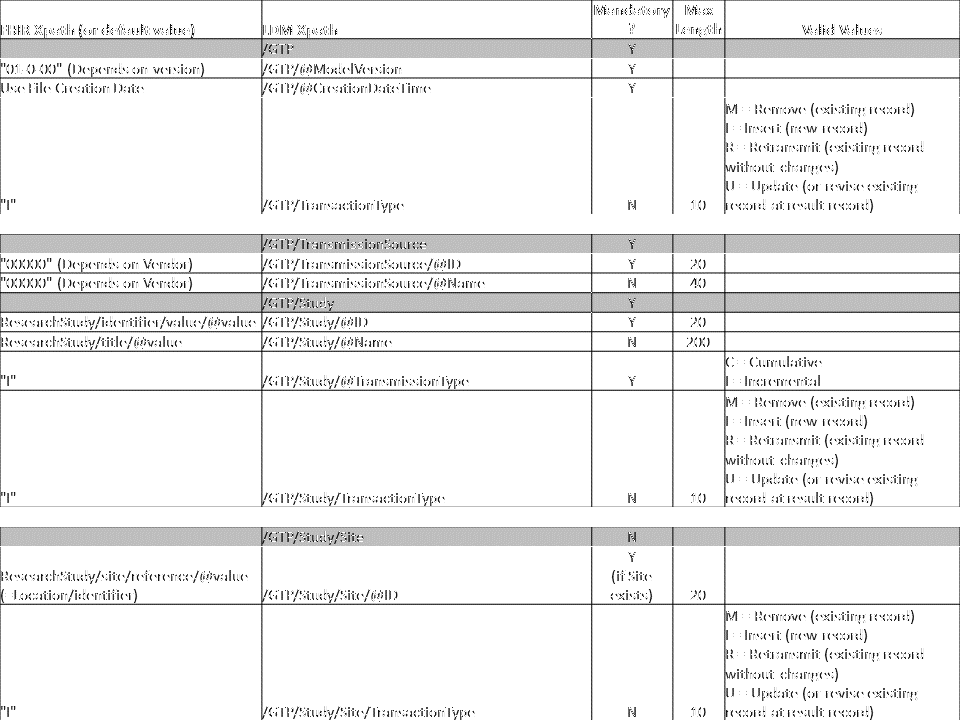 FHIR Xpath (or default value) LDM Xpath Mandatory Y Max Length Valid Values
/GTP Y
"01-0-00" (Depends on version) /GTP/@ModelVersion Y
Use File Creation Date /GTP/@CreationDateTime Y
M = Remove (existing record)
I = Insert (new record)
R = Retransmit (existing record
without changes)
U = Update (or revise existing
"I" /GTP/TransactionType N 10 record at result record)
/GTP/TransmissionSource Y
"00000" (Depends on Vendor) /GTP/TransmissionSource/@ID Y 20
"00000" (Depends on Vendor) /GTP/TransmissionSource/@Name N 40
/GTP/Study Y
ResearchStudy/identifier/value/@value /GTP/Study/@ID Y 20
ResearchStudy/title/@value /GTP/Study/@Name N 200
C = Cumulative
"I" /GTP/Study/@TransmissionType Y I = Incremental
M = Remove (existing record)
I = Insert (new record)
R = Retransmit (existing record
without changes)
U = Update (or revise existing
"I" /GTP/Study/TransactionType N 10 record at result record)
/GTP/Study/Site N
Y
ResearchStudy/site/reference/@value (if Site
(=Location/identifier) /GTP/Study/Site/@ID exists) 20
M = Remove (existing record)
I = Insert (new record)
R = Retransmit (existing record
without changes)
U = Update (or revise existing
"I" /GTP/Study/Site/TransactionType N 10 record at result record)